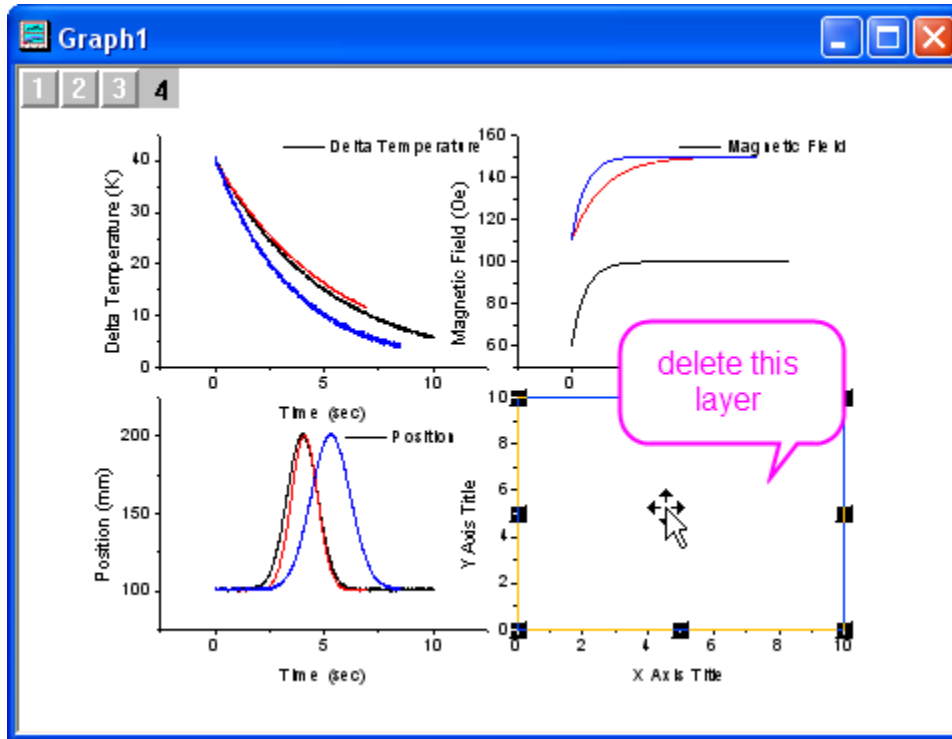 Graph1
1 2 3 4
Delta Temperature
40
30
20
10
0
Delta Temperature (K)
0 5 10
Time (sec)
Magnetic Field
160
140
120
100
80
60
Magnetic Field (Oe)
0
delete this
layer
Position
200
150
100
Position (mm)
0 5 10
Time (sec)
10
8
6
4
2
0
Y Axis Title
0 2 4 6 8 10
X Axis Title